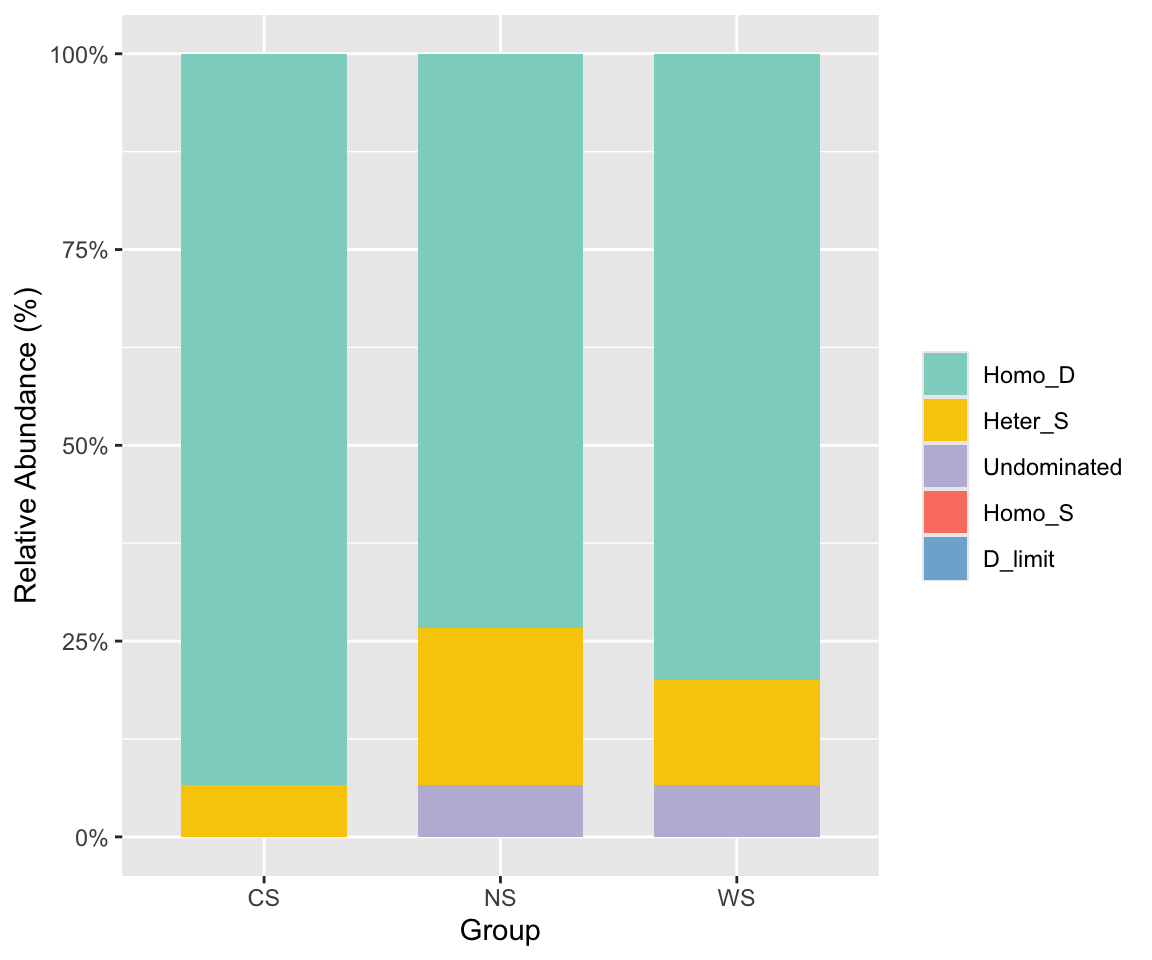 Relative Abundance (%)
100%
75%
50%
25%
0%
CS
NS
WS
Group
Homo_D
Heter_S
Undominated
Homo_S
D_limit